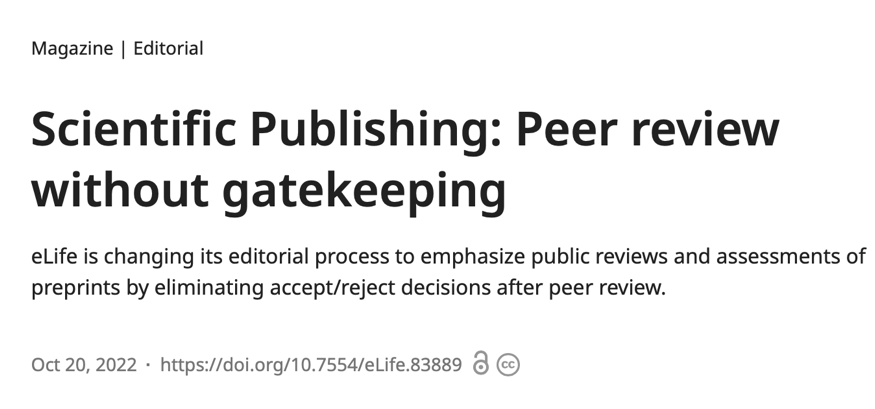 Magazine | Editorial
Scientific Publishing: Peer review
without gatekeeping
eLife is changing its editorial process to emphasize public reviews and assessments of
preprints by eliminating accept/reject decisions after peer review.
Oct 20, 2022 · https://doi.org/10.7554/eLife.83889 cc